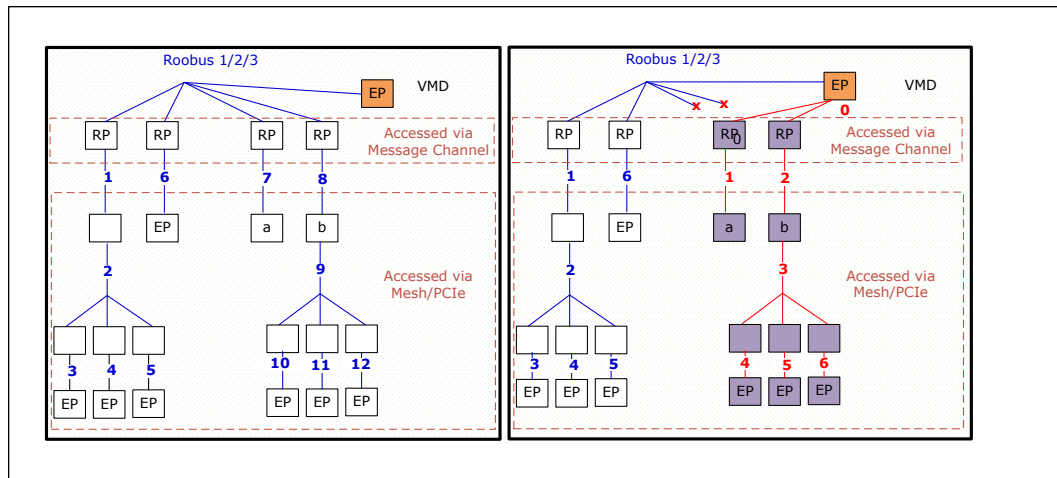 Roobus 1/2/3
EP
VMD
RP
RP
RP
RP
Accessed via
Message Channel
1
6
7
8
EP
a
b
2
9
Accessed via
Mesh/PCIe
3
4
5
10
11
12
EP
EP
EP
EP
EP
EP
Roobus 1/2/3
EP
VMD
x
x
0
RP
RP
RP
0
RP
Accessed via
Message Channel
1
6
1
2
EP
a
b
2
3
Accessed via
Mesh/PCIe
3
4
5
4
5
6
EP
EP
EP
EP
EP
EP